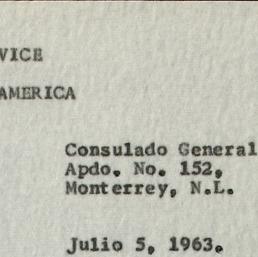 VICE
AMERICA
Consulado General
Apdo. No. 152,
Monterrey, N.L.
Julio 5, 1963.